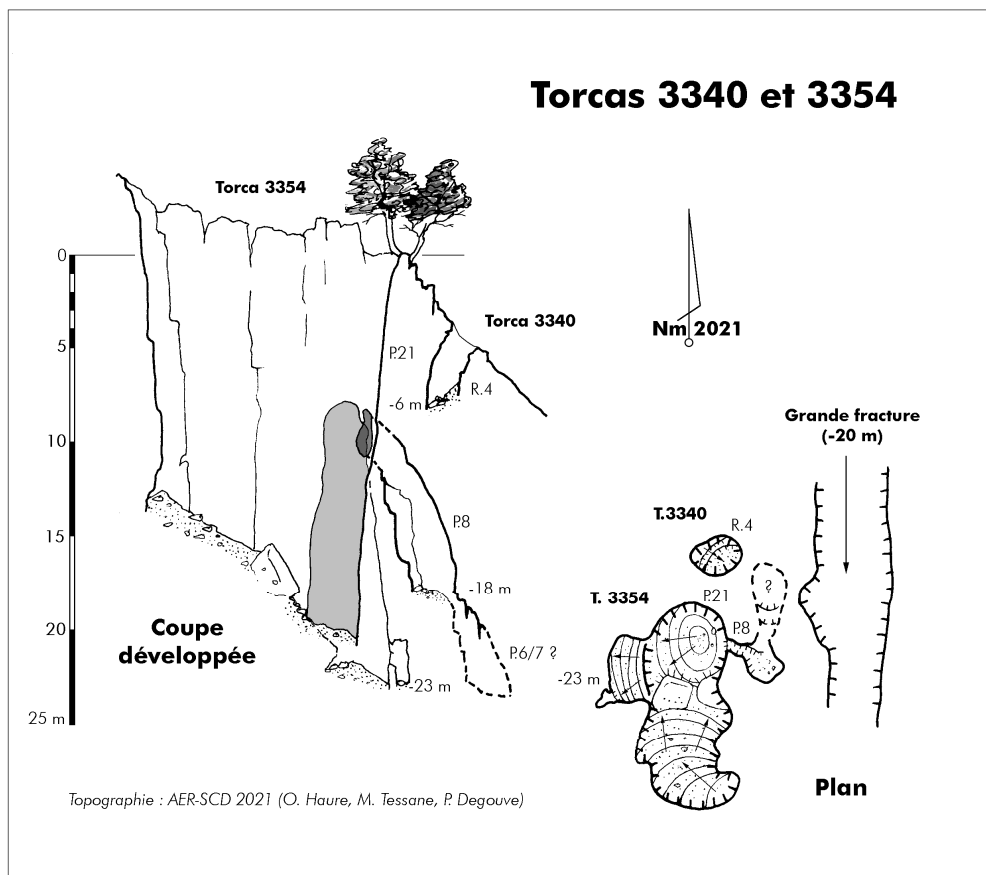 Torcas 3340 et 3354
Torca 3354
0
Torca 3340
Nm 2021
5
P.21
R.4
-6 m
Grande fracture
(-20 m)
10
P.8
15
T.3340
R.4
-18 m
?
T. 3354
P.21
20
Coupe
développée
P.8
P.6/7 ?
-23 m
-23 m
25 m
Plan
Topographie : AER-SCD 2021 (O. Haure, M. Tessane, P. Degouve)